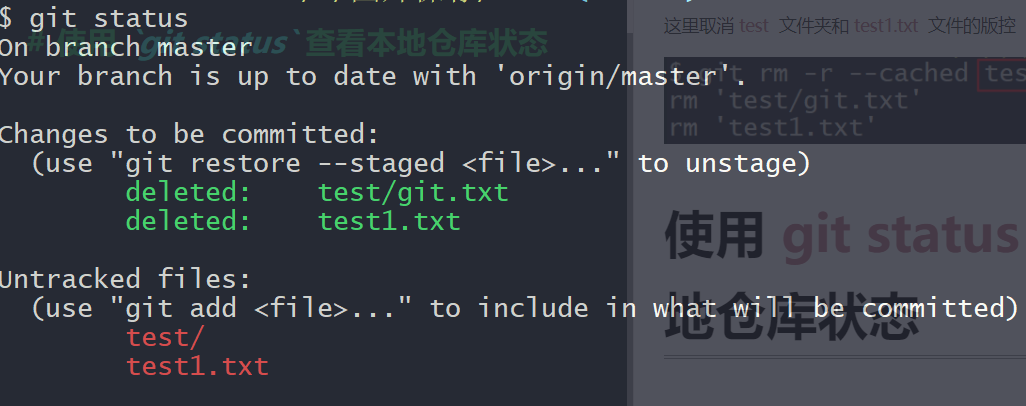 $ git status
On branch master
Your branch is up to date with 'origin/master'.
Changes to be committed:
(use "git restore --staged <file>..." to unstage)
deleted: test/git.txt
deleted: test1.txt
Untracked files:
(use "git add <file>..." to include in what will be committed)
test/
test1.txt
# 使用 `git status` 查看本地仓库状态
这里取消 test 文件夹和 test1.txt 文件的版控
$ git rm -r --cached tes
rm 'test/git.txt'
rm 'test1.txt'
使用 git status
地仓库状态